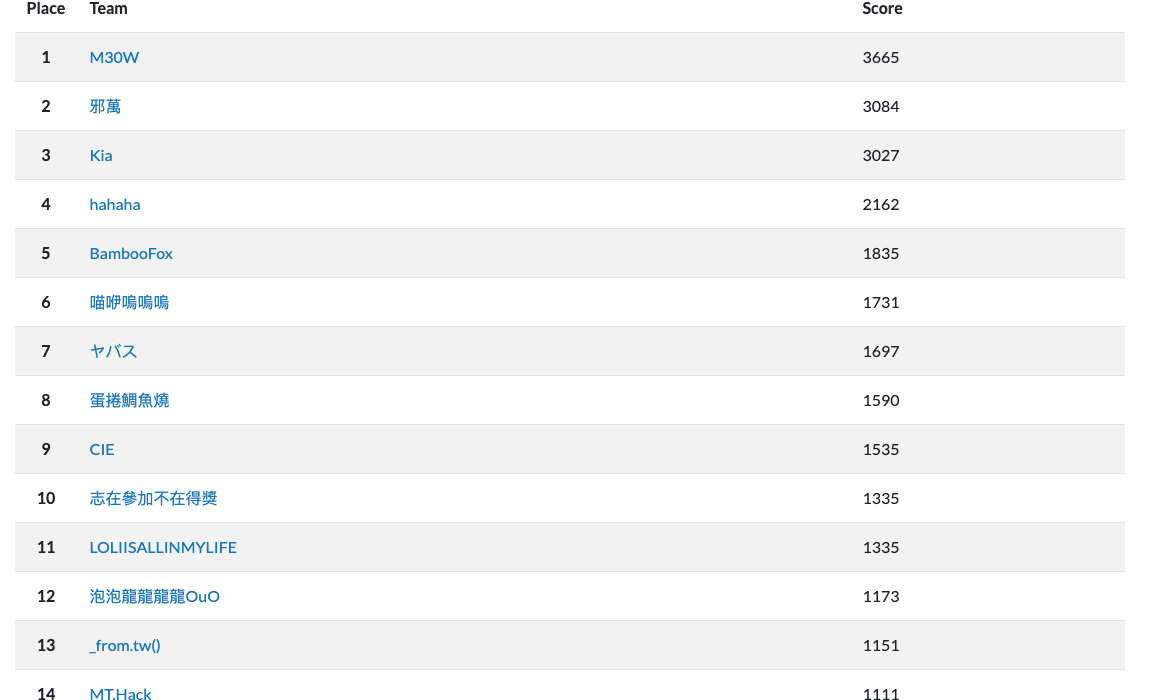 Place Team Score
1 M30W 3665
2 邪萬 3084
3 Kia 3027
4 hahaha 2162
5 BambooFox 1835
6 喵咿嗚嗚嗚 1731
7 ヤバス 1697
8 蛋捲鯛魚燒 1590
9 CIE 1535
10 志在參加不在得獎 1335
11 LOLIISALLINMYLIFE 1335
12 泡泡龍龍龍龍OuO 1173
13 _from.tw() 1151
14 MT.Hack 1111